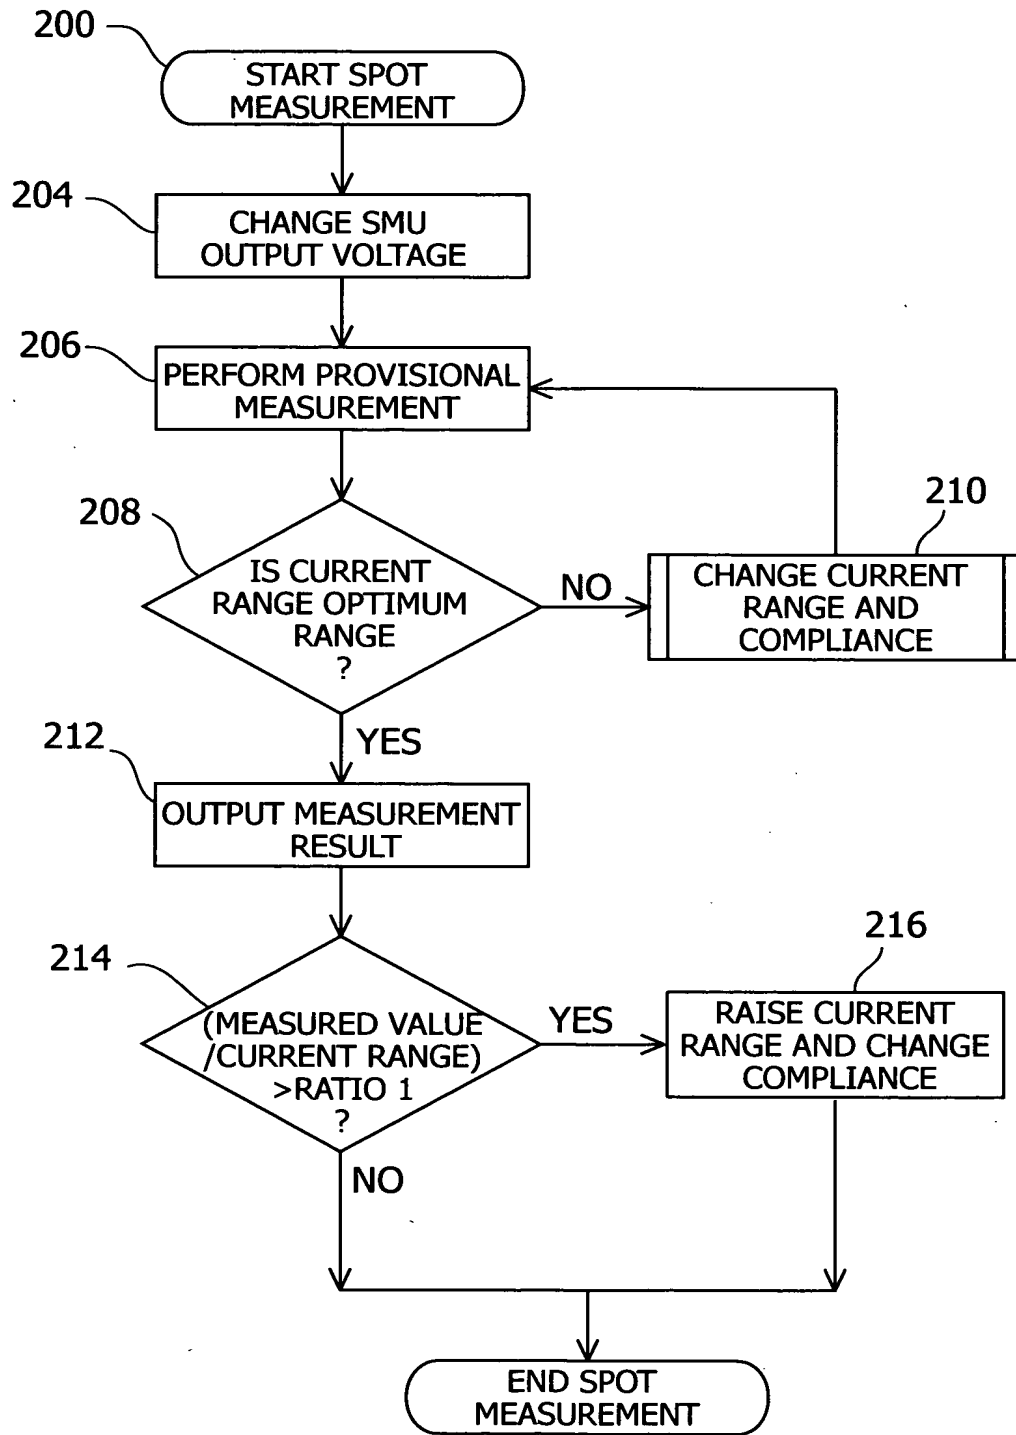 200
START SPOT
MEASUREMENT
204
CHANGE SMU
OUTPUT VOLTAGE
206
PERFORM PROVISIONAL
MEASUREMENT
208
IS CURRENT
RANGE OPTIMUM
RANGE
?
NO
210
CHANGE CURRENT
RANGE AND
COMPLIANCE
YES
212
OUTPUT MEASUREMENT
RESULT
214
(MEASURED VALUE
/CURRENT RANGE)
>RATIO 1
?
YES
216
RAISE CURRENT
RANGE AND CHANGE
COMPLIANCE
NO
END SPOT
MEASUREMENT